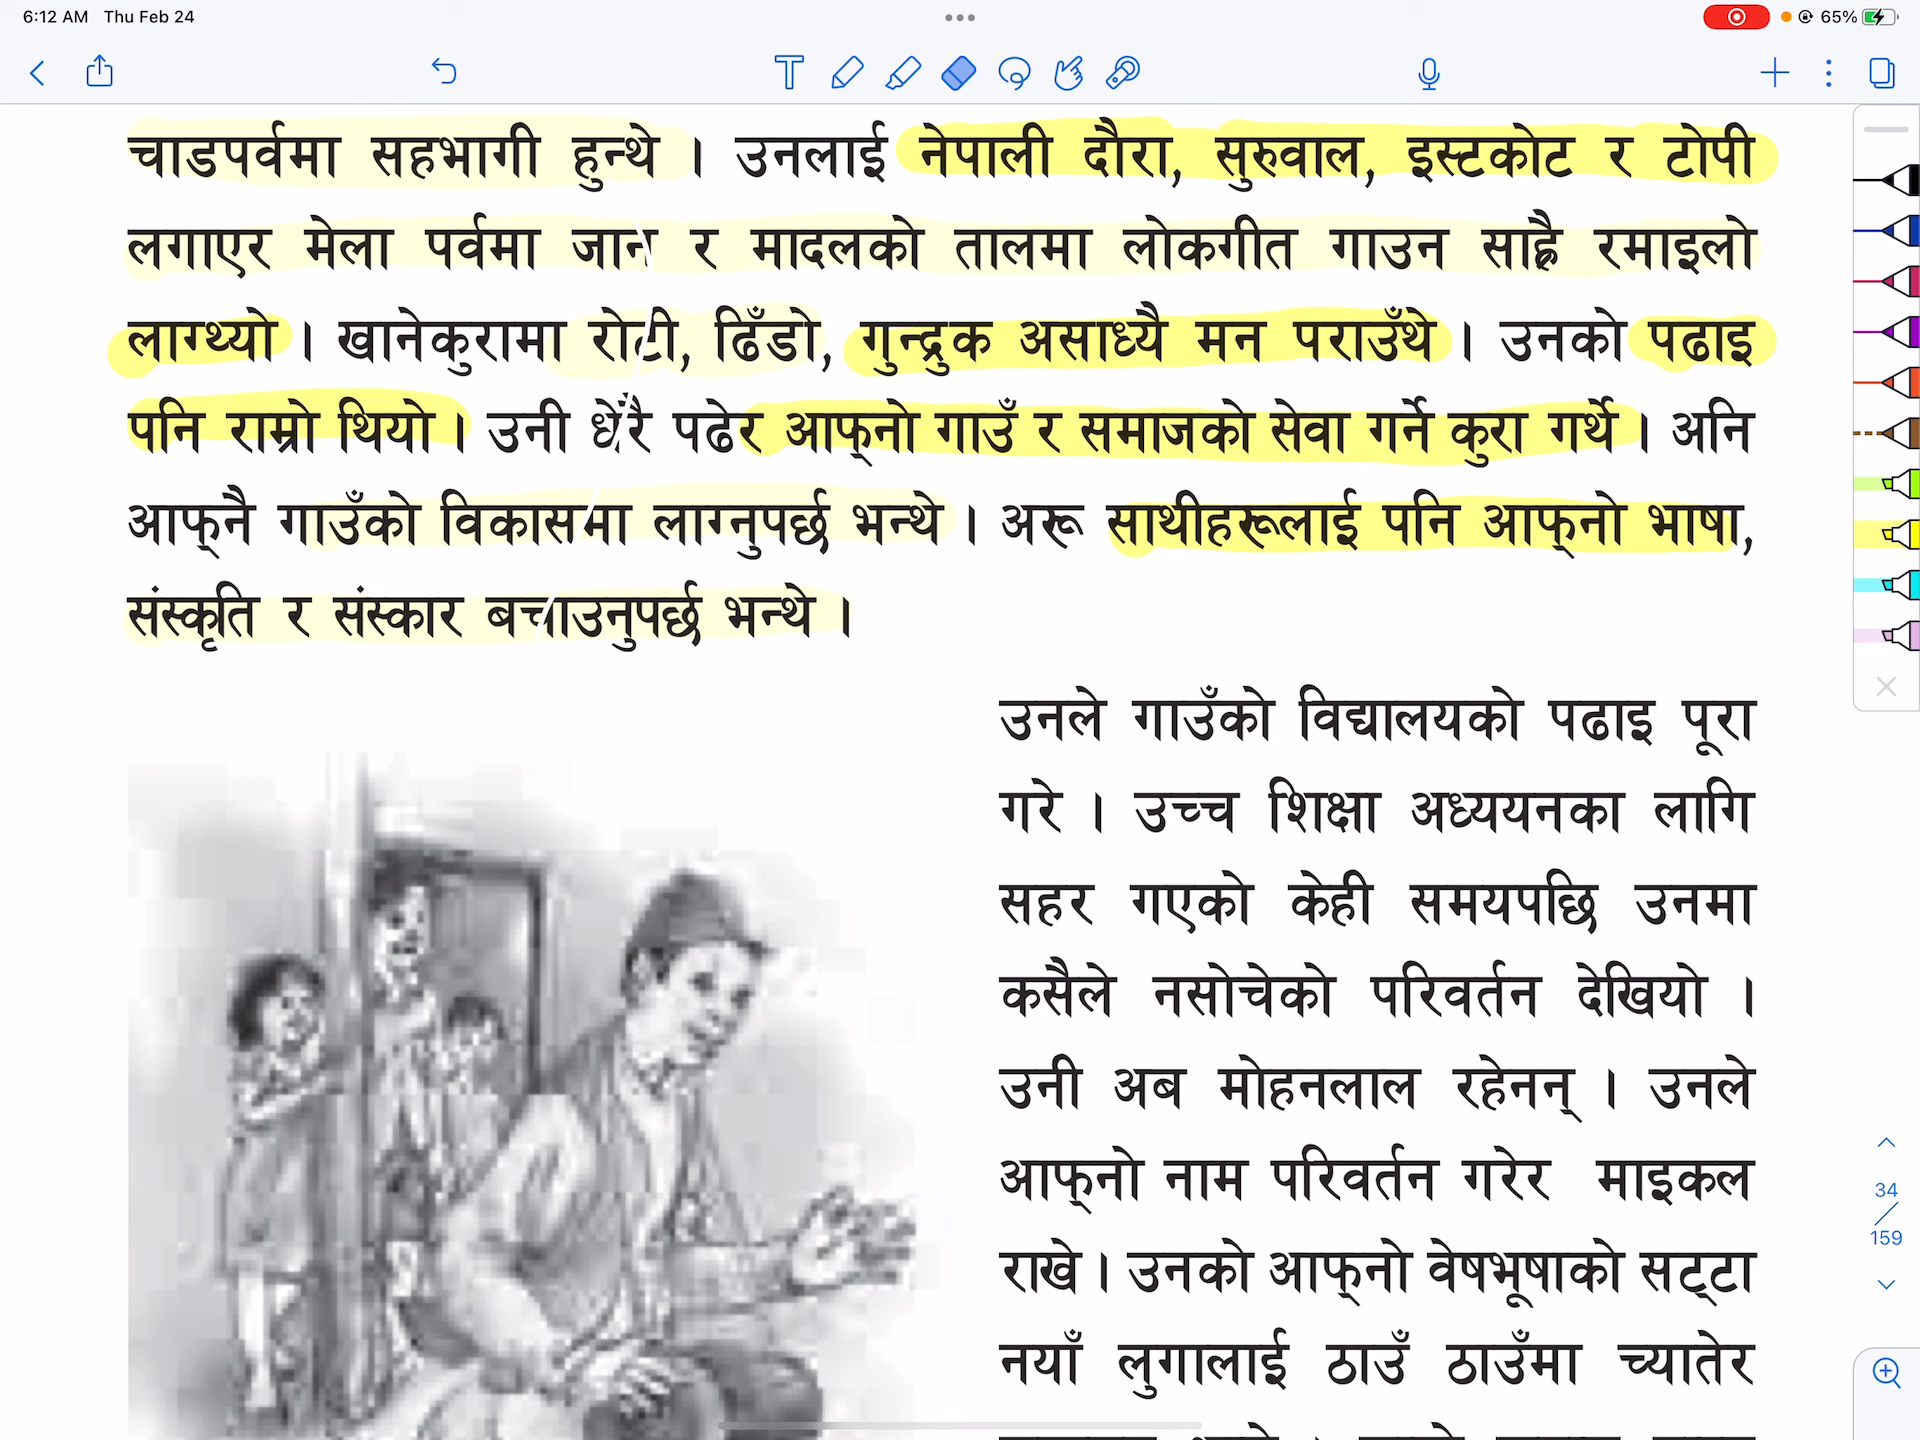 6:12 AM Thu Feb 24
65%
चाडपर्वमा सहभागी हुन्थे । उनलाई नेपाली दौरा, सुरुवाल, इस्टकोट र टोपी
लगाएर मेला पर्वमा जान र मादलको तालमा लोकगीत गाउन साह्रै रमाइलो
लाग्थ्यो । खानेकुरामा रोटी, ढिँडो, गुन्द्रुक असाध्यै मन पराउँथे । उनको पढाइ
पनि राम्रो थियो । उनी धेरै पढेर आफ्‌नो गाउँ र समाजको सेवा गर्ने कुरा गर्थे । अनि
आफ्‌नै गाउँको विकासमा लाग्नुपर्छ भन्थे । अरू साथीहरूलाई पनि आफ्‌नो भाषा,
संस्कृति र संस्कार बचाउनुपर्छ भन्थे ।
उनले गाउँको विद्यालयको पढाइ पूरा
गरे । उच्च शिक्षा अध्ययनका लागि
सहर गएको केही समयपछि उनमा
कसैले नसोचेको परिवर्तन देखियो ।
उनी अब मोहनलाल रहेनन् । उनले
आफ्‌नो नाम परिवर्तन गरेर माइकल
राखे । उनको आफ्‌नो वेषभूषाको सट्‌टा
नयाँ लुगालाई ठाउँ ठाउँमा च्यातेर
34
159